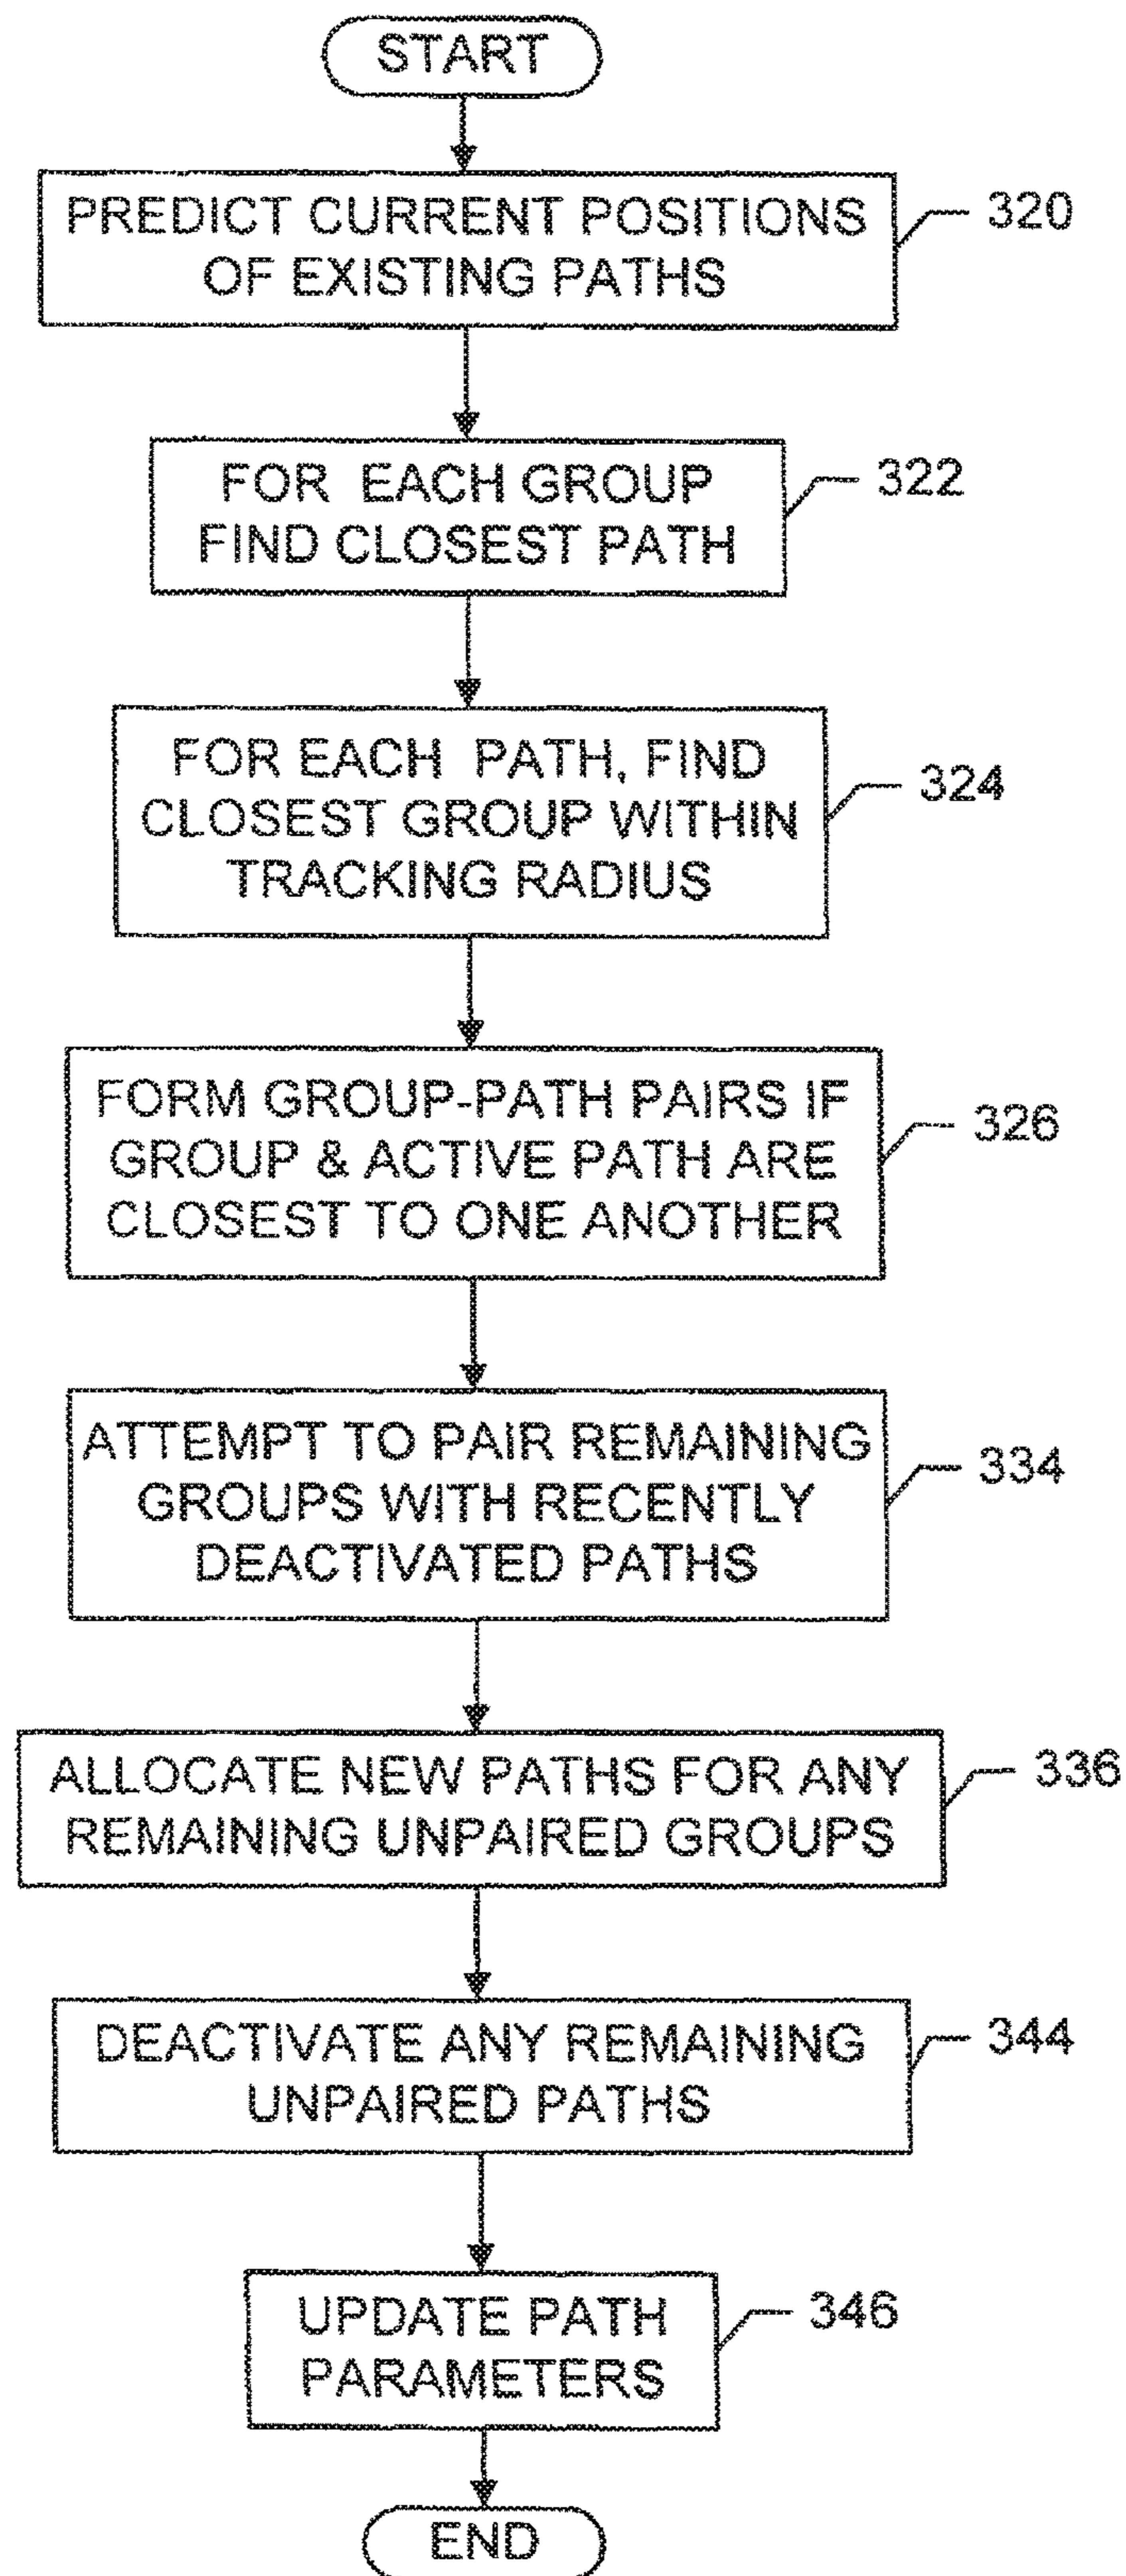 START
PREDICT CURRENT POSITIONS
OF EXISTING PATHS
320
FOR EACH GROUP
FIND CLOSEST PATH
322
FOR EACH PATH, FIND
CLOSEST GROUP WITHIN
TRACKING RADIUS
324
FORM GROUP-PATH PAIRS IF
GROUP & ACTIVE PATH ARE
CLOSEST TO ONE ANOTHER
326
ATTEMPT TO PAIR REMAINING
GROUPS WITH RECENTLY
DEACTIVATED PATHS
334
ALLOCATE NEW PATHS FOR ANY
REMAINING UNPAIRED GROUPS
336
DEACTIVATE ANY REMAINING
UNPAIRED PATHS
344
UPDATE PATH
PARAMETERS
346
END